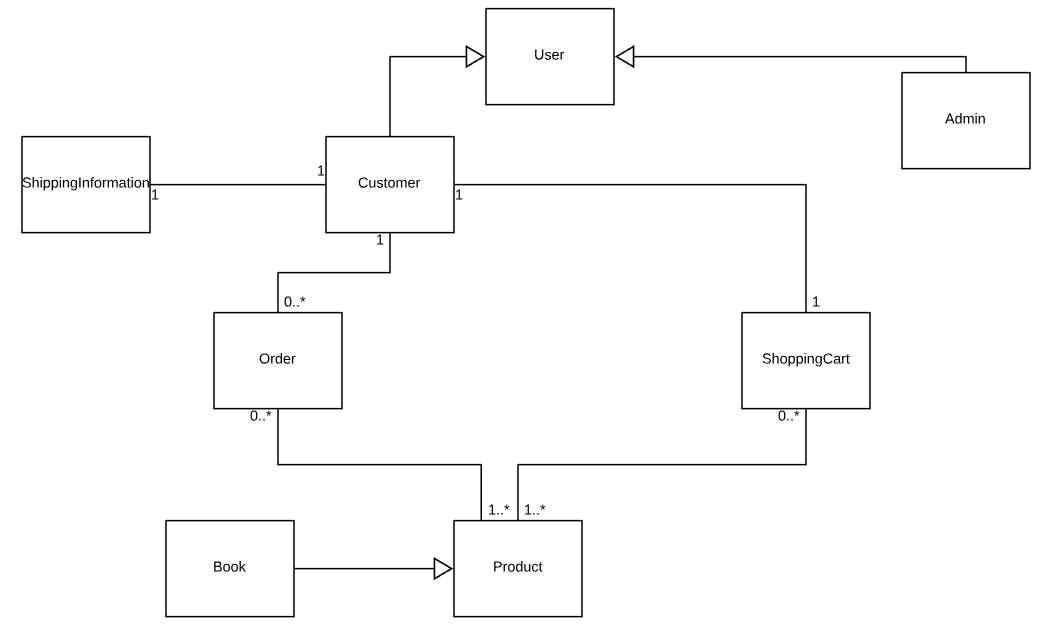 User
Admin
ShippingInformation
1
1
Customer
1
1
0..*
1
Order
ShoppingCart
0..*
0..*
1..*
1..*
Book
Product